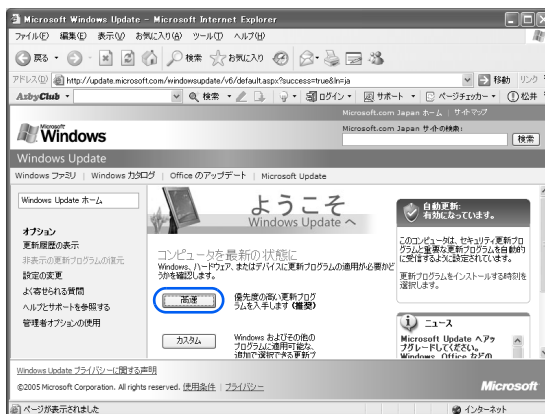 Microsoft Windows Update - Microsoft Internet Explorer
ファイル(F) 編集(E) 表示(V) お気に入り(A) ツール(T) ヘルプ(H)
戻る 検索 お気に入り
アドレス(D) http://update.microsoft.com/windowsupdate/v6/default.aspx?success=true&ln=ja 移動 リンク
AzbyClub 検索 ログイン サポート ページチェッカー 松井
Microsoft.com Japan ホーム | サイトマップ
Microsoft Windows
Microsoft.com Japan サイトの検索:
検索
Windows Update
Windows ファミリ | Windows カタログ | Office のアップデート | Microsoft Update
Windows Update ホーム
オプション
更新履歴の表示
非表示の更新プログラムの復元
設定の変更
よく寄せられる質問
ヘルプとサポートを参照する
管理者オプションの使用
ようこそ
Windows Update へ
コンピュータを最新の状態に
Windows、ハードウェア、またはデバイスに更新プログラムの適用が必要かど
うかを確認します。
高速
優先度の高い更新プログ
ラムを入手します (推奨)
カスタム
Windows およびその他の
プログラムに適用可能な、
追加で選択できる更新プ
自動更新:
有効になっています。
このコンピュータは、セキュリティ更新プロ
グラムと重要な更新プログラムを自動的
に受信するように設定されています。
更新プログラムをインストールする時刻を
選択します。
ニュース
Microsoft Update へアッ
プグレードしてください。
Windows、Office などの
Windows Update プライバシーに関する声明
©2005 Microsoft Corporation. All rights reserved. 使用条件 | プライバシー
Microsoft
ページが表示されました
インターネット